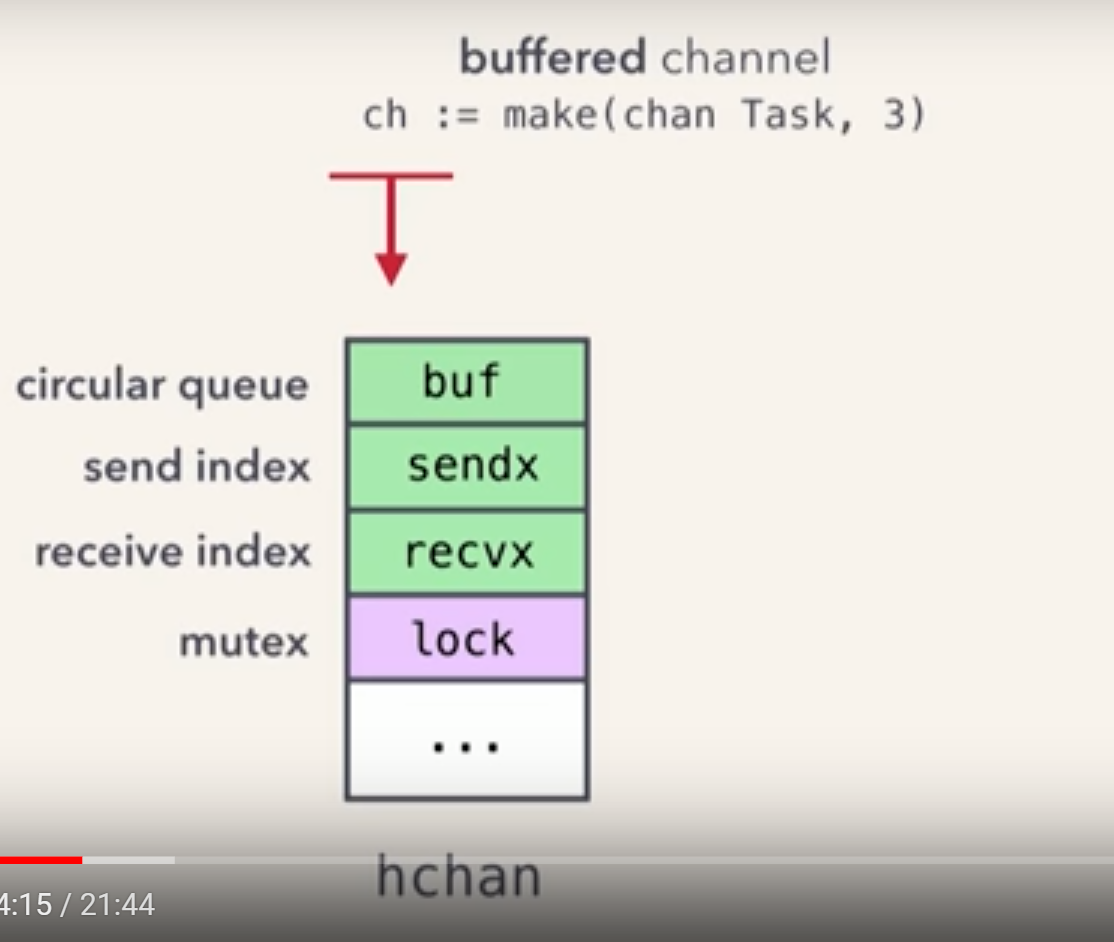 buffered channel
ch := make(chan Task, 3)
circular queue buf
send index sendx
receive index recvx
mutex lock
...
hchan
4:15 / 21:44